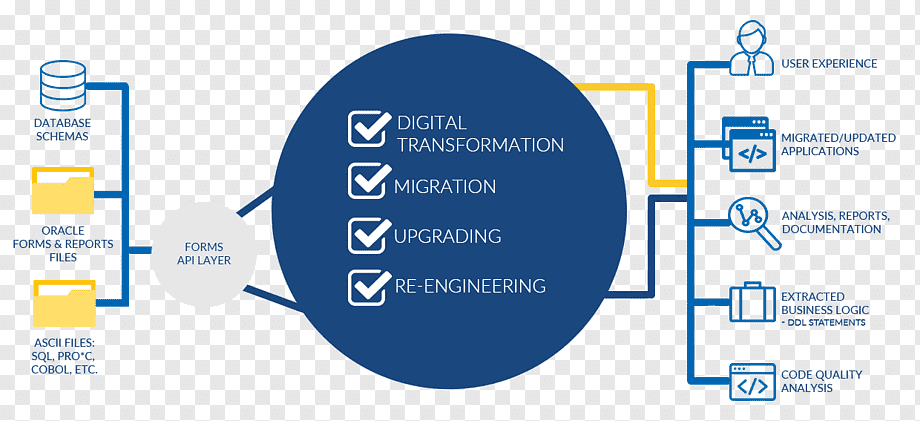 DATABASE
SCHEMAS
ORACLE
FORMS & REPORTS
FILES
ASCII FILES:
SQL, PRO*C,
COBOL, ETC.
FORMS
API LAYER
DIGITAL
TRANSFORMATION
MIGRATION
UPGRADING
RE-ENGINEERING
USER EXPERIENCE
</>
MIGRATED/UPDATED
APPLICATIONS
ANALYSIS, REPORTS,
DOCUMENTATION
EXTRACTED
BUSINESS LOGIC
- DDL STATEMENTS
</>
CODE QUALITY
ANALYSIS